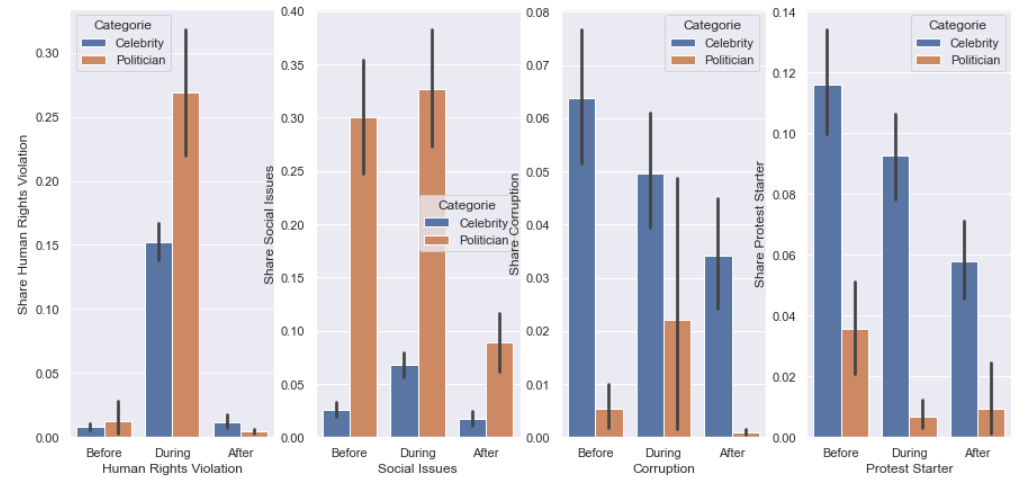 Share Human Rights Violation
0.30
0.25
0.20
0.15
0.10
0.05
0.00
Categorie
Celebrity
Politician
Before During After
Human Rights Violation
Share Social Issues
0.40
0.35
0.30
0.25
0.20
0.15
0.10
0.05
0.00
Categorie
Celebrity
Politician
Before During After
Social Issues
Share Corruption
0.08
0.07
0.06
0.05
0.04
0.03
0.02
0.01
0.00
Categorie
Celebrity
Politician
Before During After
Corruption
Share Protest Starter
0.14
0.12
0.10
0.08
0.06
0.04
0.02
0.00
Categorie
Celebrity
Politician
Before During After
Protest Starter